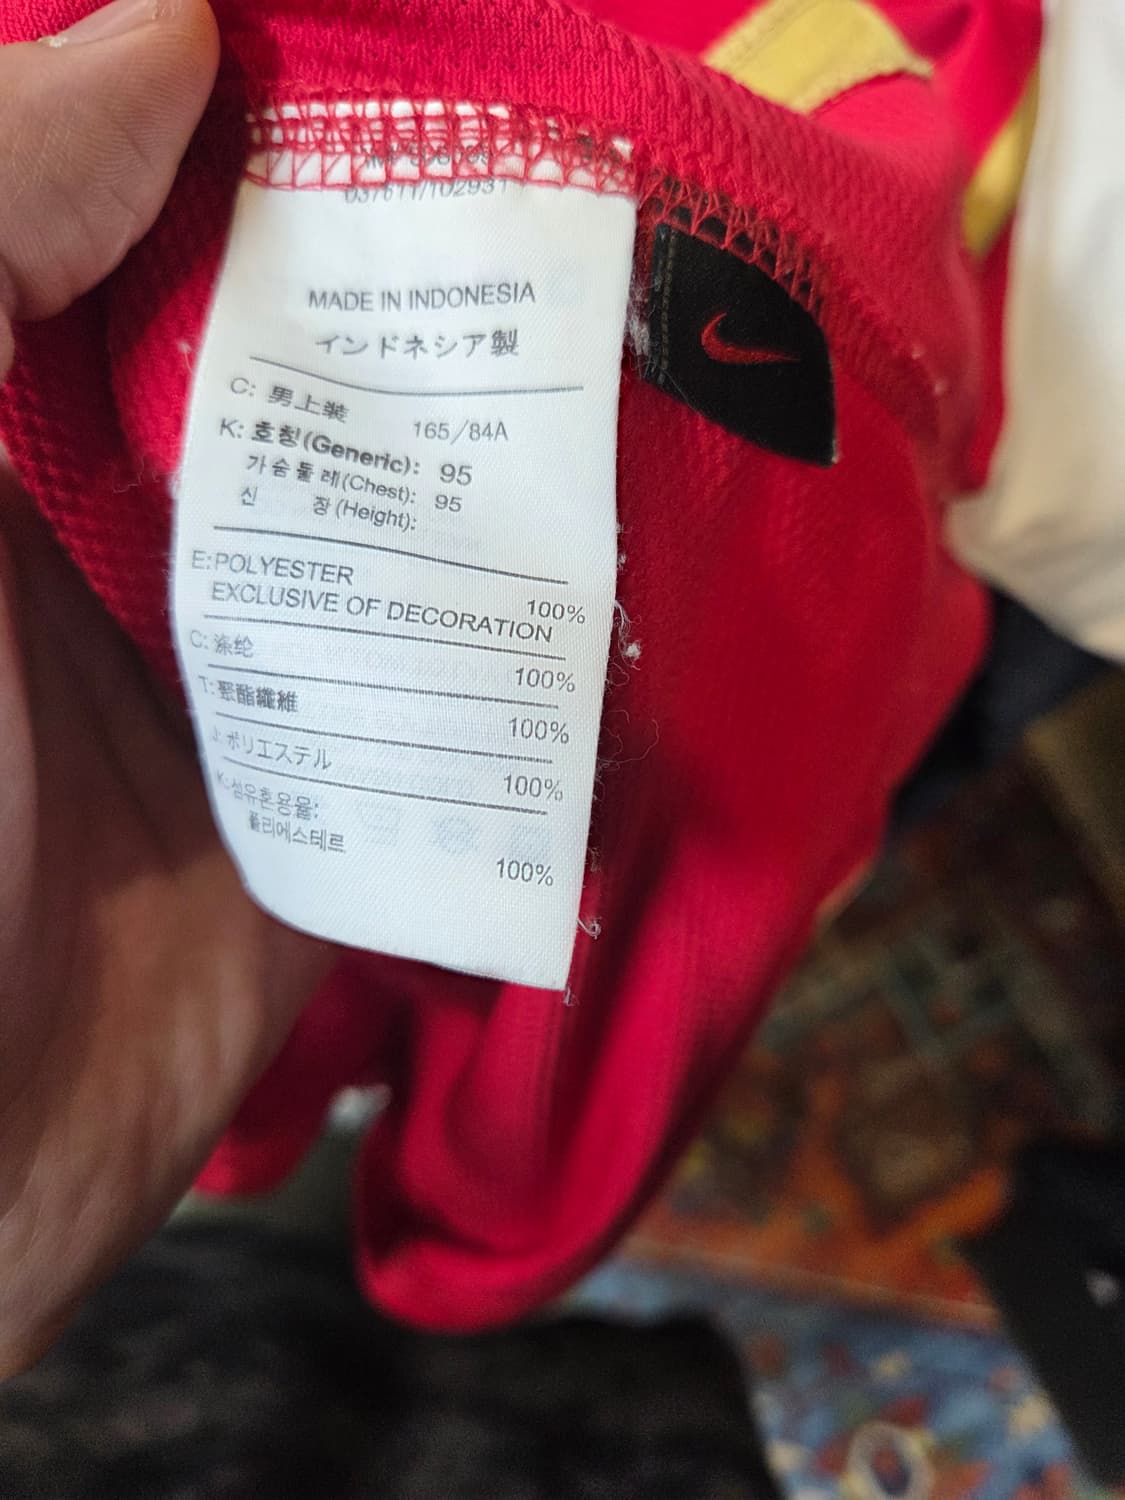 037611/102931
MADE IN INDONESIA
インドネシア製
C: 男上装 165/84A
K: 호칭(Generic): 95
가슴둘레(Chest): 95
신 장(Height):
E: POLYESTER 100%
EXCLUSIVE OF DECORATION
C: 涤纶 100%
T: 聚酯纖維 100%
J: ポリエステル 100%
K: 섬유혼용율:
폴리에스테르 100%